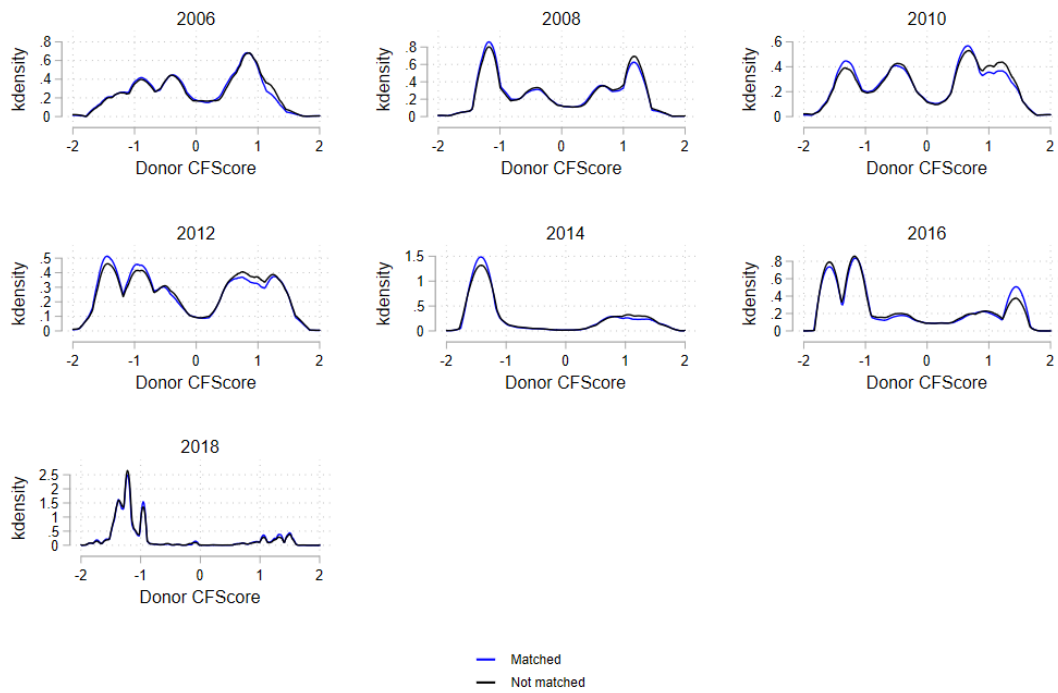 2006
kdensity
.8
.6
.4
.2
0
-2 -1 0 1 2
Donor CFScore
2008
kdensity
.8
.6
.4
.2
0
-2 -1 0 1 2
Donor CFScore
2010
kdensity
.6
.4
.2
0
-2 -1 0 1 2
Donor CFScore
2012
kdensity
.5
.4
.3
.2
.1
0
-2 -1 0 1 2
Donor CFScore
2014
kdensity
1.5
1
.5
0
-2 -1 0 1 2
Donor CFScore
2016
kdensity
.8
.6
.4
.2
0
-2 -1 0 1 2
Donor CFScore
2018
kdensity
2.5
2
1.5
1
.5
0
-2 -1 0 1 2
Donor CFScore
Matched
Not matched